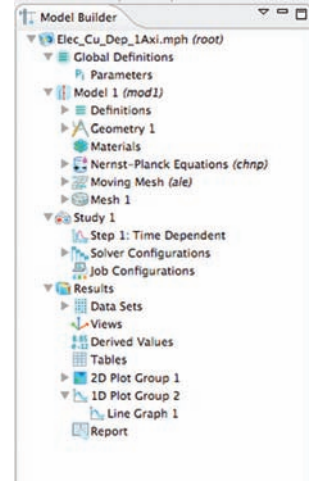 Model Builder
Elec_Cu_Dep_1Axi.mph (root)
Global Definitions
Pi Parameters
Model 1 (mod1)
Definitions
Geometry 1
Materials
Nernst-Planck Equations (chnp)
Moving Mesh (ale)
Mesh 1
Study 1
Step 1: Time Dependent
Solver Configurations
Job Configurations
Results
Data Sets
Views
Derived Values
Tables
2D Plot Group 1
1D Plot Group 2
Line Graph 1
Report